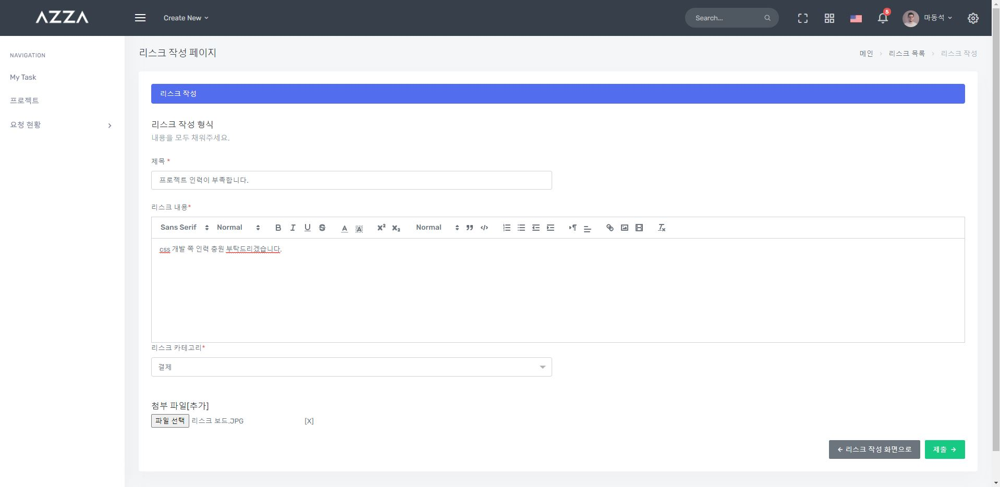 AZZA
Create New
Search...
5
마동석
NAVIGATION
My Task
프로젝트
요청 현황
리스크 작성 페이지
메인 > 리스크 목록 > 리스크 작성
리스크 작성
리스크 작성 형식
내용을 모두 채워주세요.
제목 *
프로젝트 인력이 부족합니다.
리스크 내용*
Sans Serif Normal Normal
css 개발 쪽 인력 충원 부탁드리겠습니다.
리스크 카테고리*
결제
첨부 파일[추가]
파일 선택 리스크 보드.JPG [X]
← 리스크 작성 화면으로
제출 →